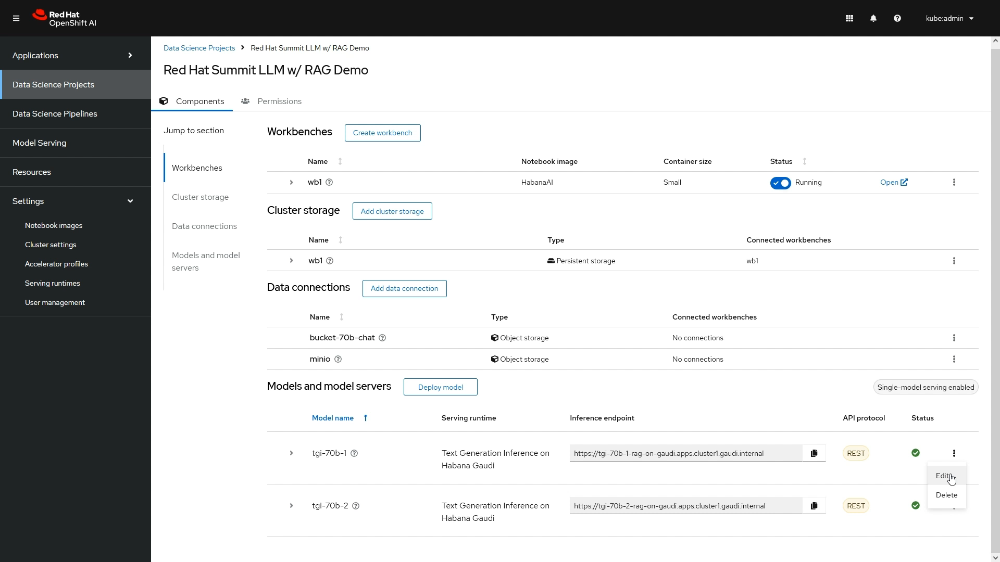 Red Hat
OpenShift AI
kube:admin
Applications
Data Science Projects
Data Science Pipelines
Model Serving
Resources
Settings
Notebook images
Cluster settings
Accelerator profiles
Serving runtimes
User management
Data Science Projects > Red Hat Summit LLM w/ RAG Demo
Red Hat Summit LLM w/ RAG Demo
Components Permissions
Jump to section
Workbenches
Cluster storage
Data connections
Models and model
servers
Workbenches Create workbench
Name Notebook image Container size Status
wb1 HabanaAI Small Running Open
Cluster storage Add cluster storage
Name Type Connected workbenches
wb1 Persistent storage wb1
Data connections Add data connection
Name Type Connected workbenches
bucket-70b-chat Object storage No connections
minio Object storage No connections
Models and model servers Deploy model Single-model serving enabled
Model name Serving runtime Inference endpoint API protocol Status
tgi-70b-1 Text Generation Inference on https://tgi-70b-1-rag-on-gaudi.apps.cluster1.gaudi.internal REST
Habana Gaudi
Edit
Delete
tgi-70b-2 Text Generation Inference on https://tgi-70b-2-rag-on-gaudi.apps.cluster1.gaudi.internal REST
Habana Gaudi